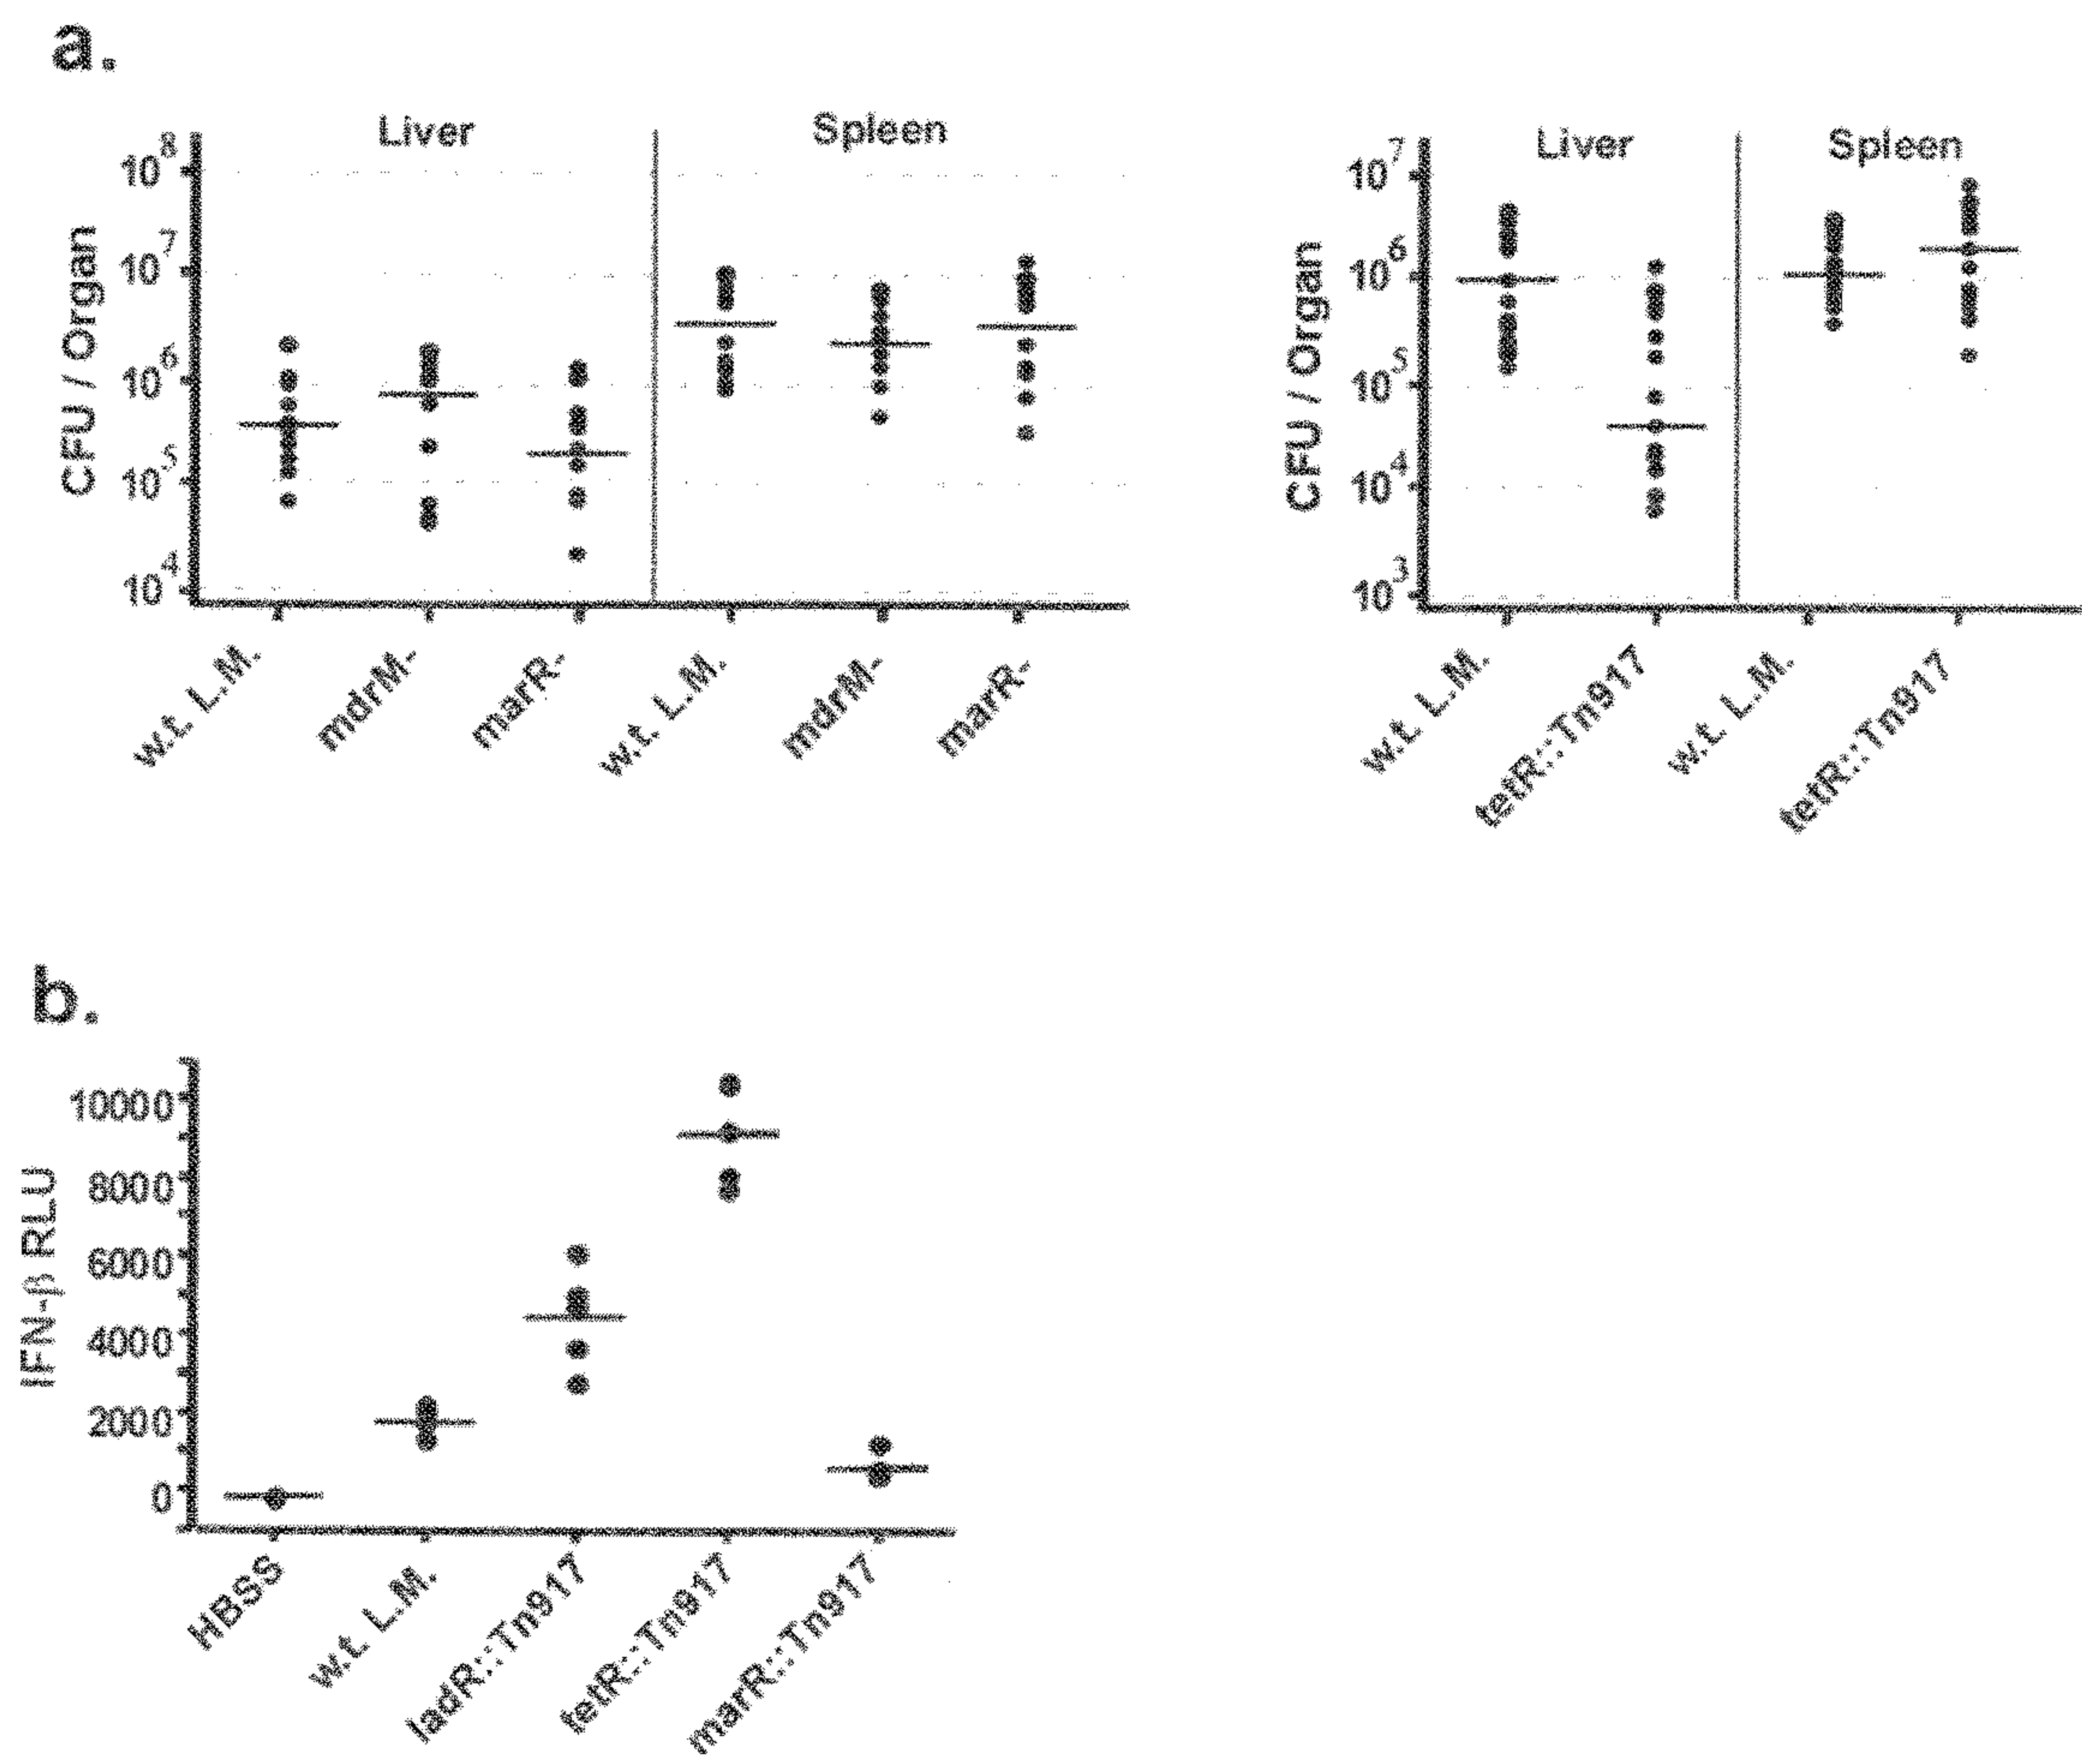 a.
Liver Spleen
10^8
10^7
10^6
10^5
10^4
CFU / Organ
w.t. L.M. mdrM- marR- w.t. L.M. mdrM- marR-
Liver Spleen
10^7
10^6
10^5
10^4
10^3
CFU / Organ
w.t. L.M. tetR::Tn917 w.t. L.M. tetR::Tn917
b.
10000
8000
6000
4000
2000
0
IFN-β RLU
HBSS w.t. L.M. ladR::Tn917 tetR::Tn917 marR::Tn917